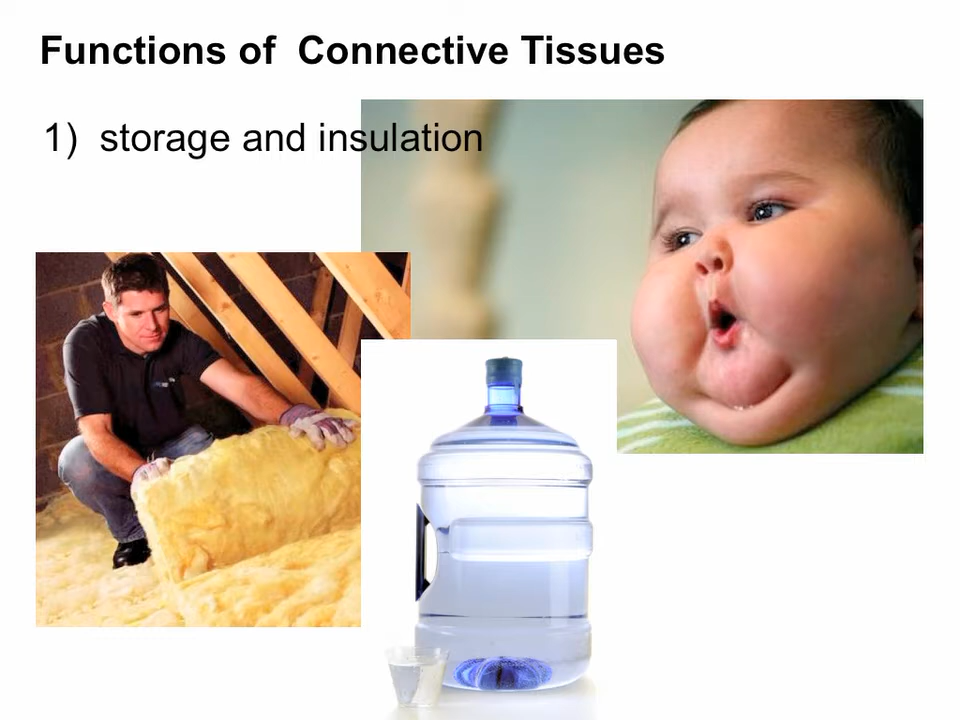 Functions of  Connective Tissues
1)  storage and insulation